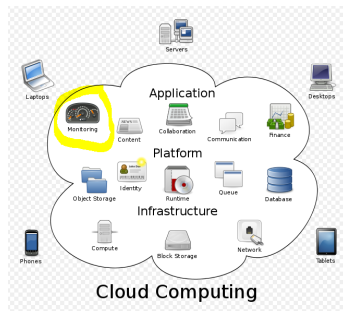 Servers
Laptops
Desktops
Application
Monitoring
NEWS
Content
Collaboration
Communication
Finance
Platform
Object Storage
Identity
Runtime
Queue
Database
Infrastructure
Compute
Block Storage
Network
Phones
Tablets
Cloud Computing